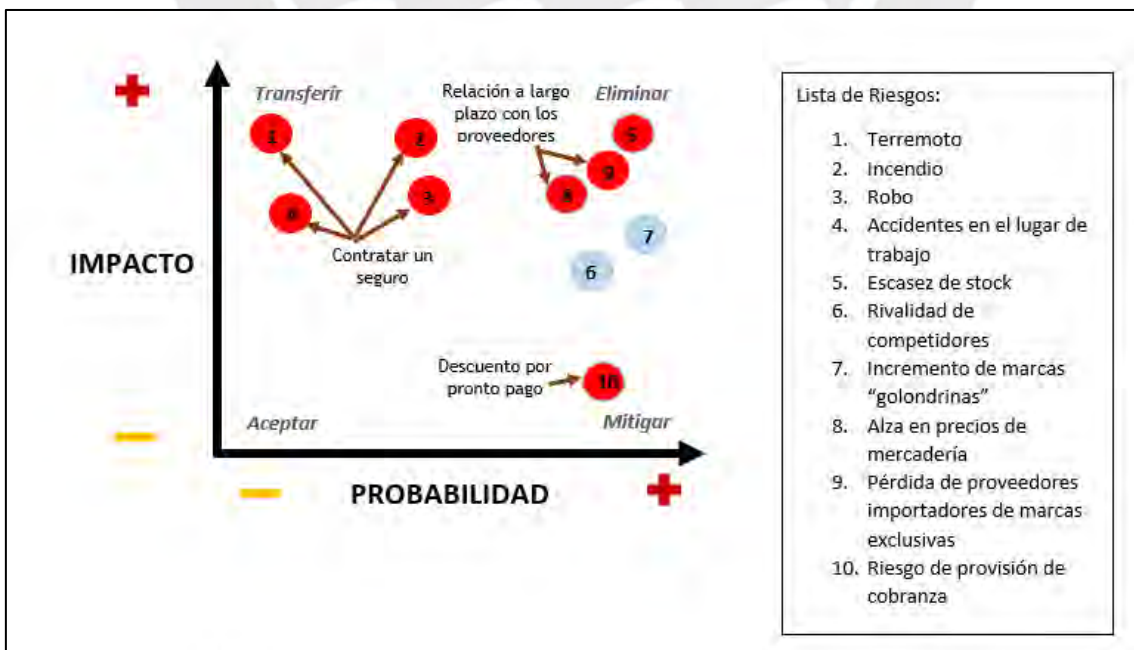 Transferir
Relación a largo
plazo con los
proveedores
Eliminar
1
2
5
9
8
3
7
Contratar un
seguro
6
IMPACTO
Descuento por
pronto pago
10
Aceptar
Mitigar
PROBABILIDAD
Lista de Riesgos:
1. Terremoto
2. Incendio
3. Robo
4. Accidentes en el lugar de
trabajo
5. Escasez de stock
6. Rivalidad de
competidores
7. Incremento de marcas
“golondrinas”
8. Alza en precios de
mercadería
9. Pérdida de proveedores
importadores de marcas
exclusivas
10. Riesgo de provisión de
cobranza